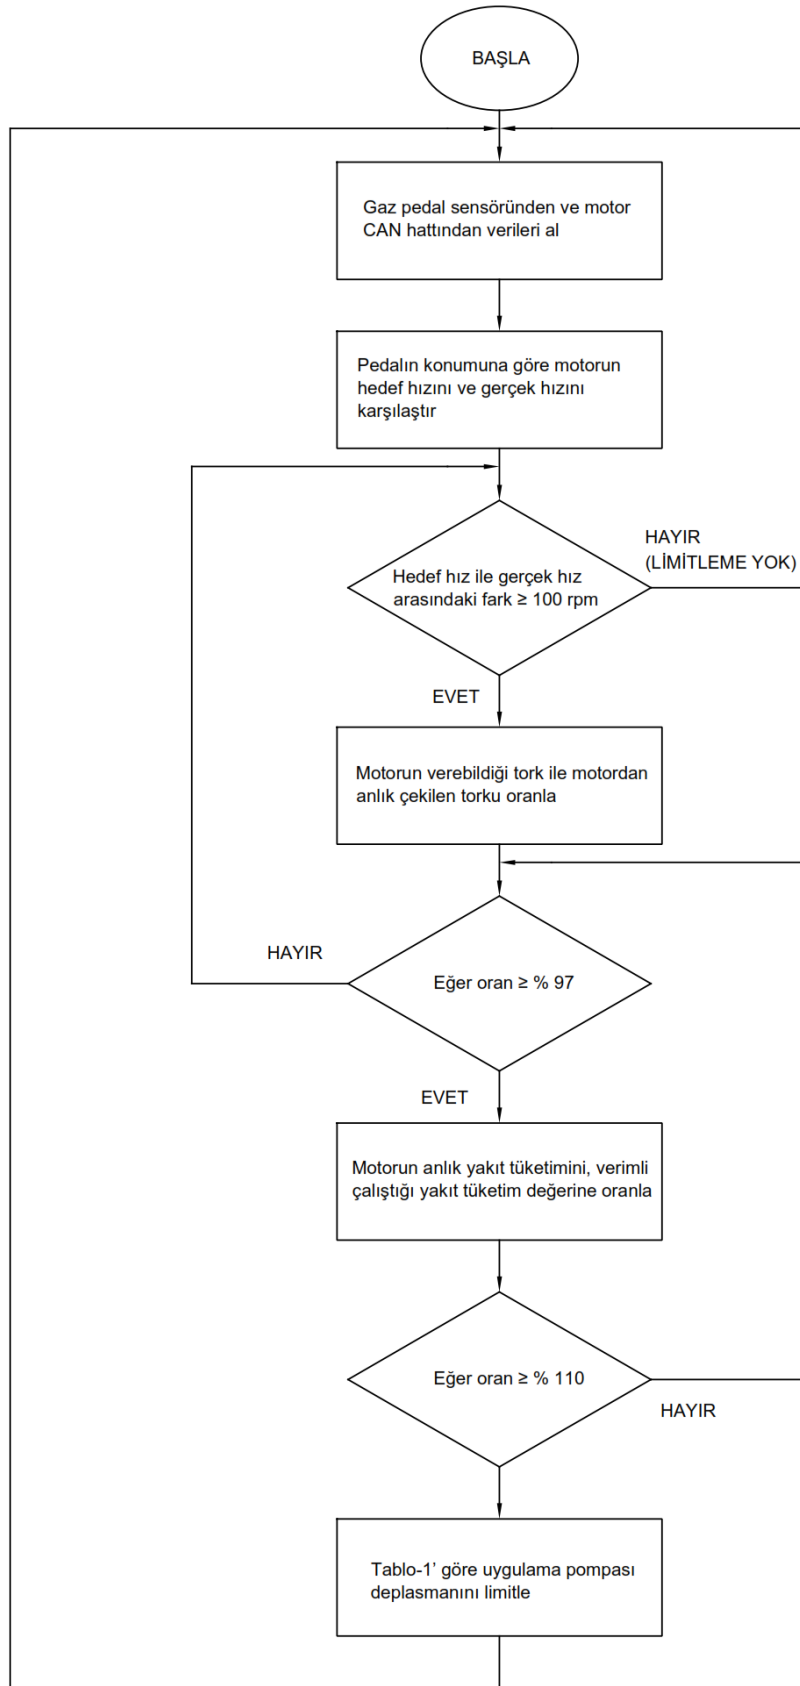 BAŞLA
Gaz pedal sensöründen ve motor
CAN hattından verileri al
Pedalın konumuna göre motorun
hedef hızını ve gerçek hızını
karşılaştır
HAYIR
(LİMİTLEME YOK)
Hedef hız ile gerçek hız
arasındaki fark ≥ 100 rpm
EVET
Motorun verebildiği tork ile motordan
anlık çekilen torku oranla
HAYIR
Eğer oran ≥ % 97
EVET
Motorun anlık yakıt tüketimini, verimli
çalıştığı yakıt tüketim değerine oranla
Eğer oran ≥ % 110
HAYIR
Tablo-1' göre uygulama pompası
deplasmanını limitle